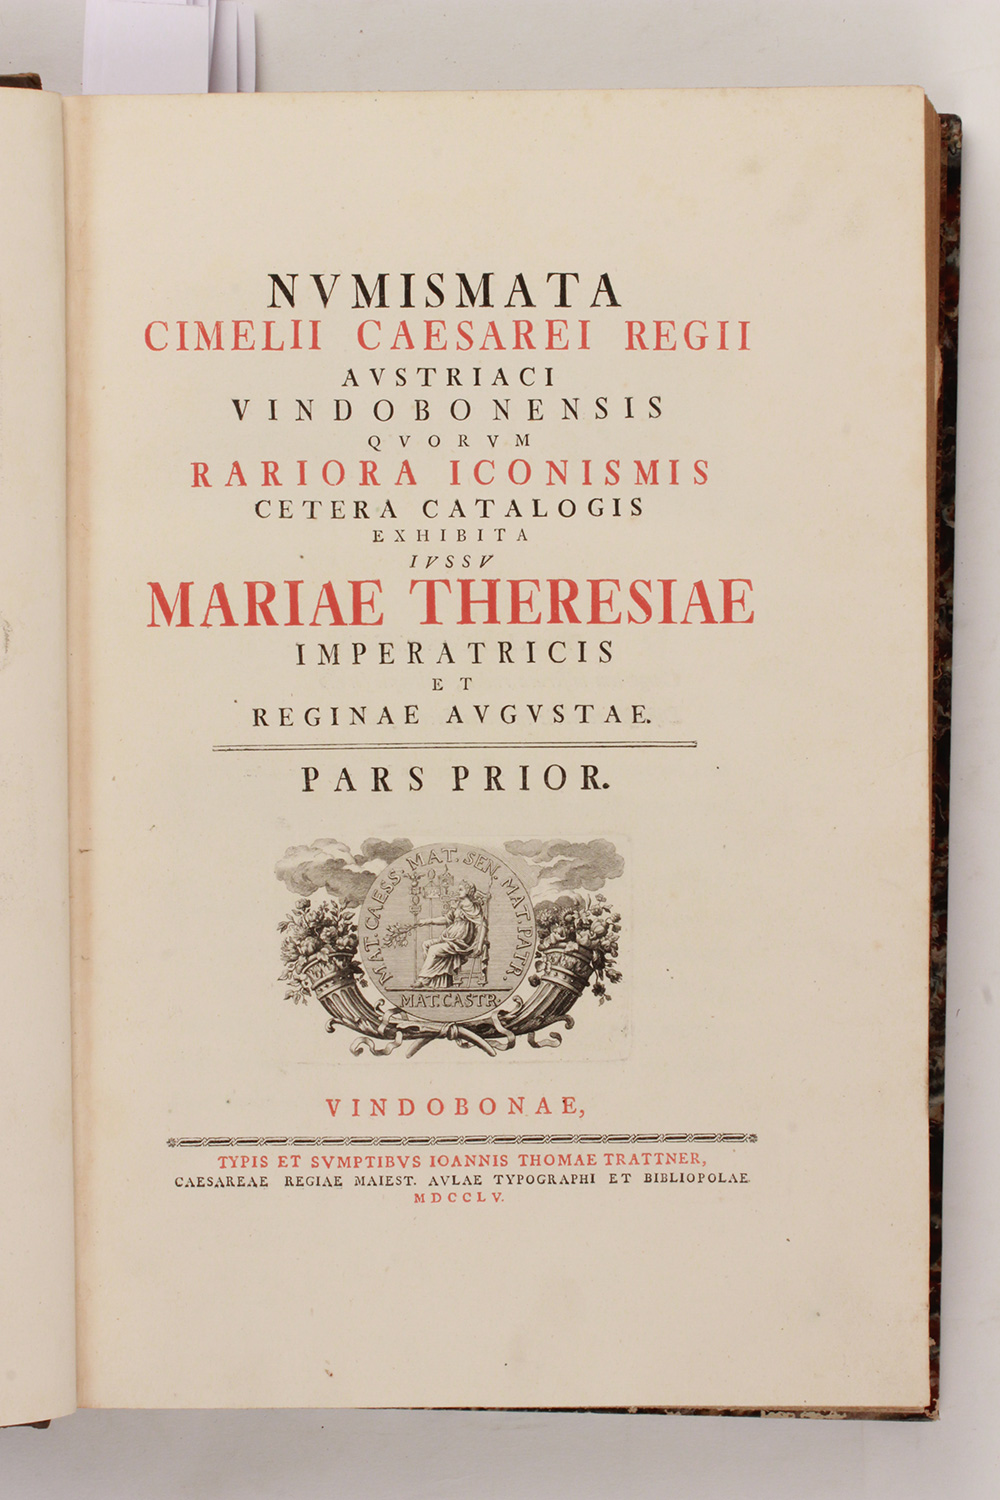 NVMISMATA
CIMELII CAESAREI REGII
AVSTRIACI
VINDOBONENSIS
QVORVM
RARIORA ICONISMIS
CETERA CATALOGIS
EXHIBITA
IVSSV
MARIAE THERESIAE
IMPERATRICIS
ET
REGINAE AVGVSTAE.
PARS PRIOR.
MAT. CAESS. MAT. SEN. MAT. PATR.
MAT. CASTR.
VINDOBONAE,
TYPIS ET SVMPTIBVS IOANNIS THOMAE TRATTNER,
CAESAREAE REGIAE MAIEST. AVLAE TYPOGRAPHI ET BIBLIOPOLAE.
MDCCLV.